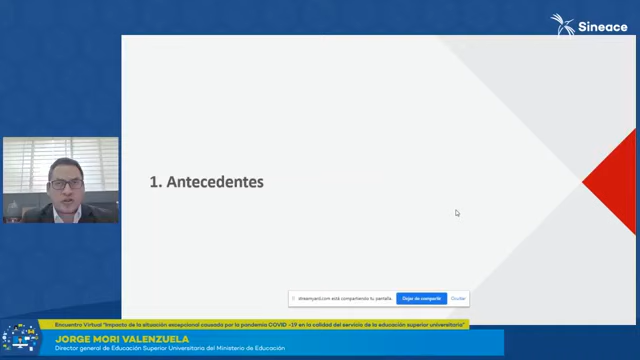 Sineace
1. Antecedentes
streamyard.com está compartiendo tu pantalla.
Dejar de compartir
Ocultar
Encuentro Virtual "Impacto de la situación excepcional causada por la pandemia COVID -19 en la calidad del servicio de la educación superior universitaria"
JORGE MORI VALENZUELA
Director general de Educación Superior Universitaria del Ministerio de Educación